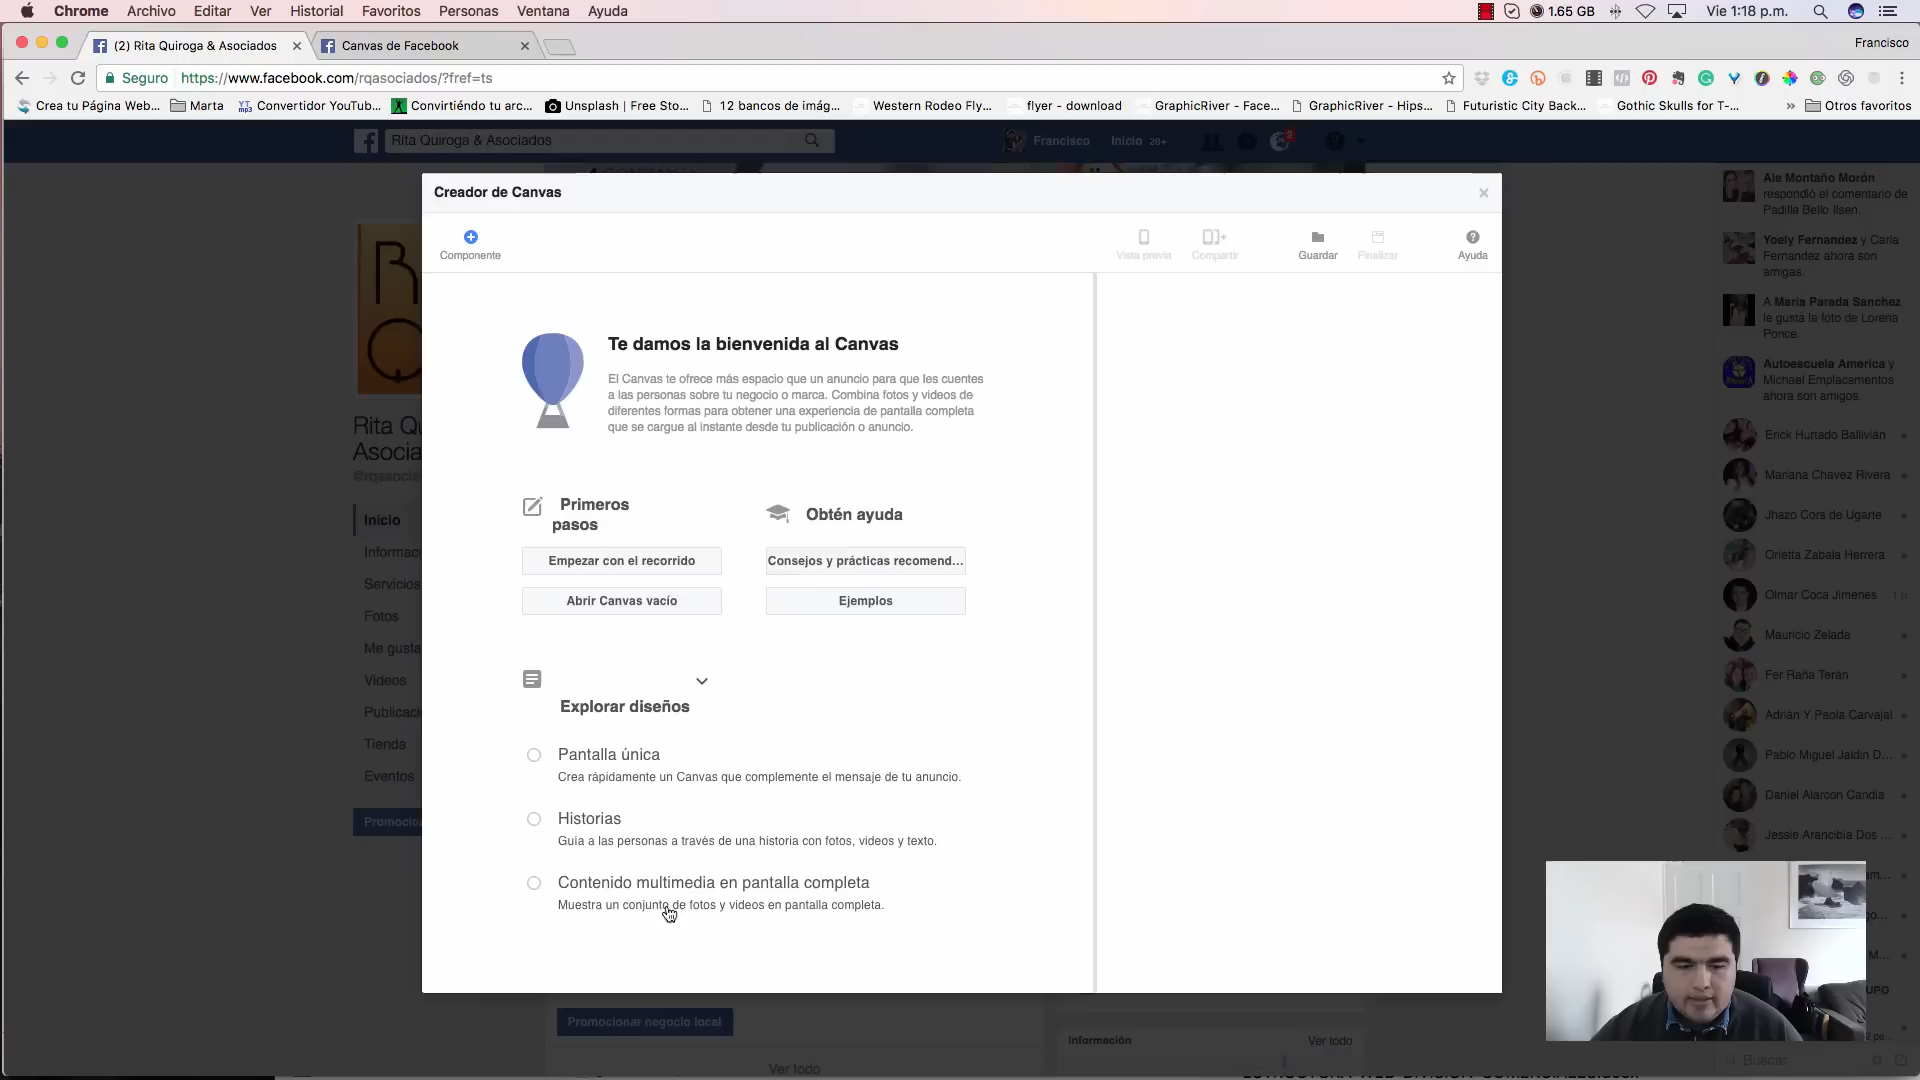 Chrome Archivo Editar Ver Historial Favoritos Personas Ventana Ayuda 1.65 GB Vie 1:18 p.m.
(2) Rita Quiroga & Asociados Canvas de Facebook Francisco
Seguro https://www.facebook.com/rqasociados/?fref=ts
Crea tu Página Web... Marta Convertidor YouTub... Convirtiéndo tu arc... Unsplash | Free Sto... 12 bancos de imág... Western Rodeo Fly... flyer - download GraphicRiver - Face... GraphicRiver - Hips... Futuristic City Back... Gothic Skulls for T-... » Otros favoritos
Rita Quiroga & Asociados Francisco Inicio 20+ 2
Creador de Canvas
Componente Vista previa Compartir Guardar Finalizar Ayuda
Te damos la bienvenida al Canvas
El Canvas te ofrece más espacio que un anuncio para que les cuentes
a las personas sobre tu negocio o marca. Combina fotos y videos de
diferentes formas para obtener una experiencia de pantalla completa
que se cargue al instante desde tu publicación o anuncio.
Primeros
pasos
Obtén ayuda
Empezar con el recorrido
Consejos y prácticas recomend...
Abrir Canvas vacío
Ejemplos
Explorar diseños
Pantalla única
Crea rápidamente un Canvas que complemente el mensaje de tu anuncio.
Historias
Guía a las personas a través de una historia con fotos, videos y texto.
Contenido multimedia en pantalla completa
Muestra un conjunto de fotos y videos en pantalla completa.
Rita Qu
Asocia
@rqasocia
Inicio
Informac
Servicios
Fotos
Me gusta
Videos
Publicaci
Tienda
Eventos
Promocion
Promocionar negocio local
Ver todo
Información Ver todo
Ale Montaño Morón
respondió el comentario de
Padilla Bello Ilsen.
Yoely Fernandez y Carla
Fernandez ahora son
amigas.
A Maria Parada Sanchez
le gusta la foto de Lorena
Ponce.
Autoescuela America y
Michael Emplacamentos
ahora son amigos.
Erick Hurtado Ballivián
Mariana Chavez Rivera
Jhazo Cors de Ugarte
Orietta Zabala Herrera
Olmar Coca Jimenes 1 h
Mauricio Zelada
Fer Raña Terán
Adrián Y Paola Carvajal
Pablo Miguel Jaldin D...
Daniel Alarcon Candia
Jessie Arancibia Dos ...
Buscar